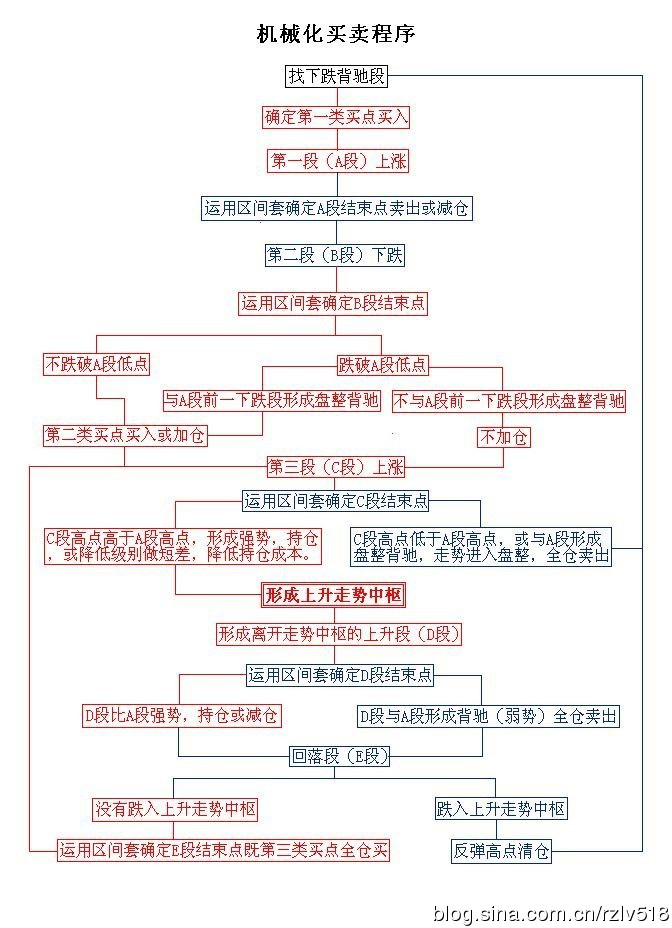 机械化买卖程序
找下跌背驰段
确定第一类买点买入
第一段（A段）上涨
运用区间套确定A段结束点卖出或减仓
第二段（B段）下跌
运用区间套确定B段结束点
不跌破A段低点
跌破A段低点
与A段前一下跌段形成盘整背驰
不与A段前一下跌段形成盘整背驰
第二类买点买入或加仓
不加仓
第三段（C段）上涨
运用区间套确定C段结束点
C段高点高于A段高点，形成强势，持仓
，或降低级别做短差，降低持仓成本。
C段高点低于A段高点，或与A段形成
盘整背驰，走势进入盘整，全仓卖出
形成上升走势中枢
形成离开走势中枢的上升段（D段）
运用区间套确定D段结束点
D段比A段强势，持仓或减仓
D段与A段形成背驰（弱势）全仓卖出
回落段（E段）
没有跌入上升走势中枢
跌入上升走势中枢
运用区间套确定E段结束点既第三类买点全仓买
反弹高点清仓
blog.sina.com.cn/rzlv518